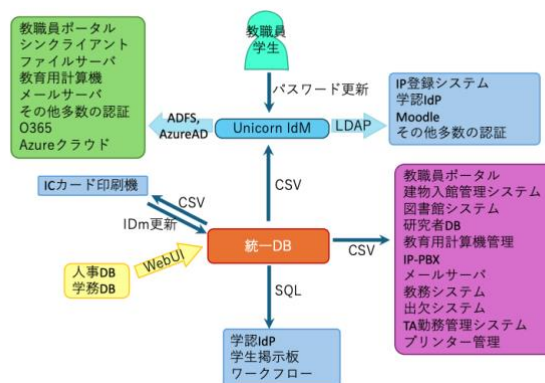 教職員
学生
教職員ポータル
シンクライアント
ファイルサーバ
教育用計算機
メールサーバ
その他多数の認証
O365
Azureクラウド
パスワード更新
ADFS,
AzureAD
Unicorn IdM
LDAP
IP登録システム
学認IdP
Moodle
その他多数の認証
CSV
ICカード印刷機
CSV
IDm更新
人事DB
学務DB
WebUI
統一DB
CSV
教職員ポータル
建物入館管理システム
図書館システム
研究者DB
教育用計算機管理
IP-PBX
メールサーバ
教務システム
出欠システム
TA勤務管理システム
プリンター管理
SQL
学認IdP
学生掲示板
ワークフロー